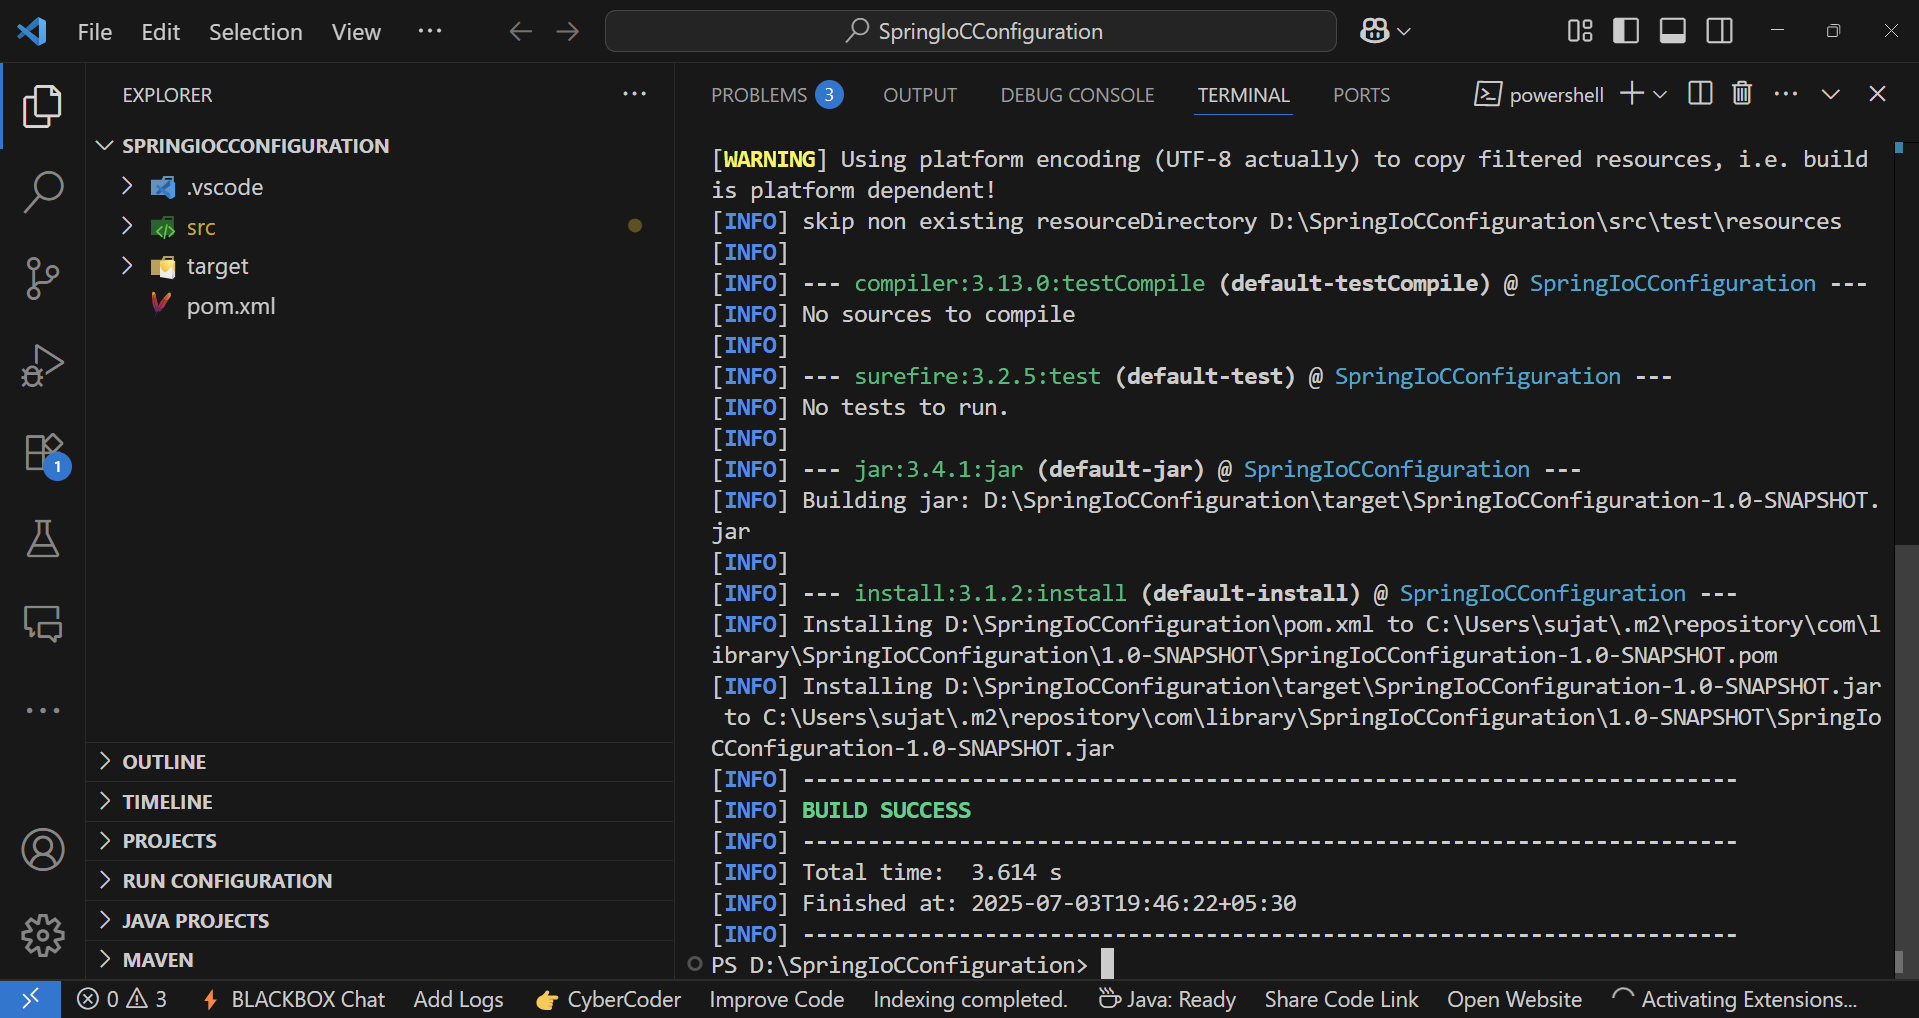 File Edit Selection View ··· SpringIoCConfiguration
EXPLORER ···
SPRINGIOCCONFIGURATION
.vscode
src
target
pom.xml
OUTLINE
TIMELINE
PROJECTS
RUN CONFIGURATION
JAVA PROJECTS
MAVEN
1
PROBLEMS 3 OUTPUT DEBUG CONSOLE TERMINAL PORTS powershell ···
[WARNING] Using platform encoding (UTF-8 actually) to copy filtered resources, i.e. build
is platform dependent!
[INFO] skip non existing resourceDirectory D:\SpringIoCConfiguration\src\test\resources
[INFO]
[INFO] --- compiler:3.13.0:testCompile (default-testCompile) @ SpringIoCConfiguration ---
[INFO] No sources to compile
[INFO]
[INFO] --- surefire:3.2.5:test (default-test) @ SpringIoCConfiguration ---
[INFO] No tests to run.
[INFO]
[INFO] --- jar:3.4.1:jar (default-jar) @ SpringIoCConfiguration ---
[INFO] Building jar: D:\SpringIoCConfiguration\target\SpringIoCConfiguration-1.0-SNAPSHOT.
jar
[INFO]
[INFO] --- install:3.1.2:install (default-install) @ SpringIoCConfiguration ---
[INFO] Installing D:\SpringIoCConfiguration\pom.xml to C:\Users\sujat\.m2\repository\com\l
ibrary\SpringIoCConfiguration\1.0-SNAPSHOT\SpringIoCConfiguration-1.0-SNAPSHOT.pom
[INFO] Installing D:\SpringIoCConfiguration\target\SpringIoCConfiguration-1.0-SNAPSHOT.jar
 to C:\Users\sujat\.m2\repository\com\library\SpringIoCConfiguration\1.0-SNAPSHOT\SpringIo
CConfiguration-1.0-SNAPSHOT.jar
[INFO] ------------------------------------------------------------------------
[INFO] BUILD SUCCESS
[INFO] ------------------------------------------------------------------------
[INFO] Total time:  3.614 s
[INFO] Finished at: 2025-07-03T19:46:22+05:30
[INFO] ------------------------------------------------------------------------
PS D:\SpringIoCConfiguration>
0 3 BLACKBOX Chat Add Logs CyberCoder Improve Code Indexing completed. Java: Ready Share Code Link Open Website Activating Extensions...